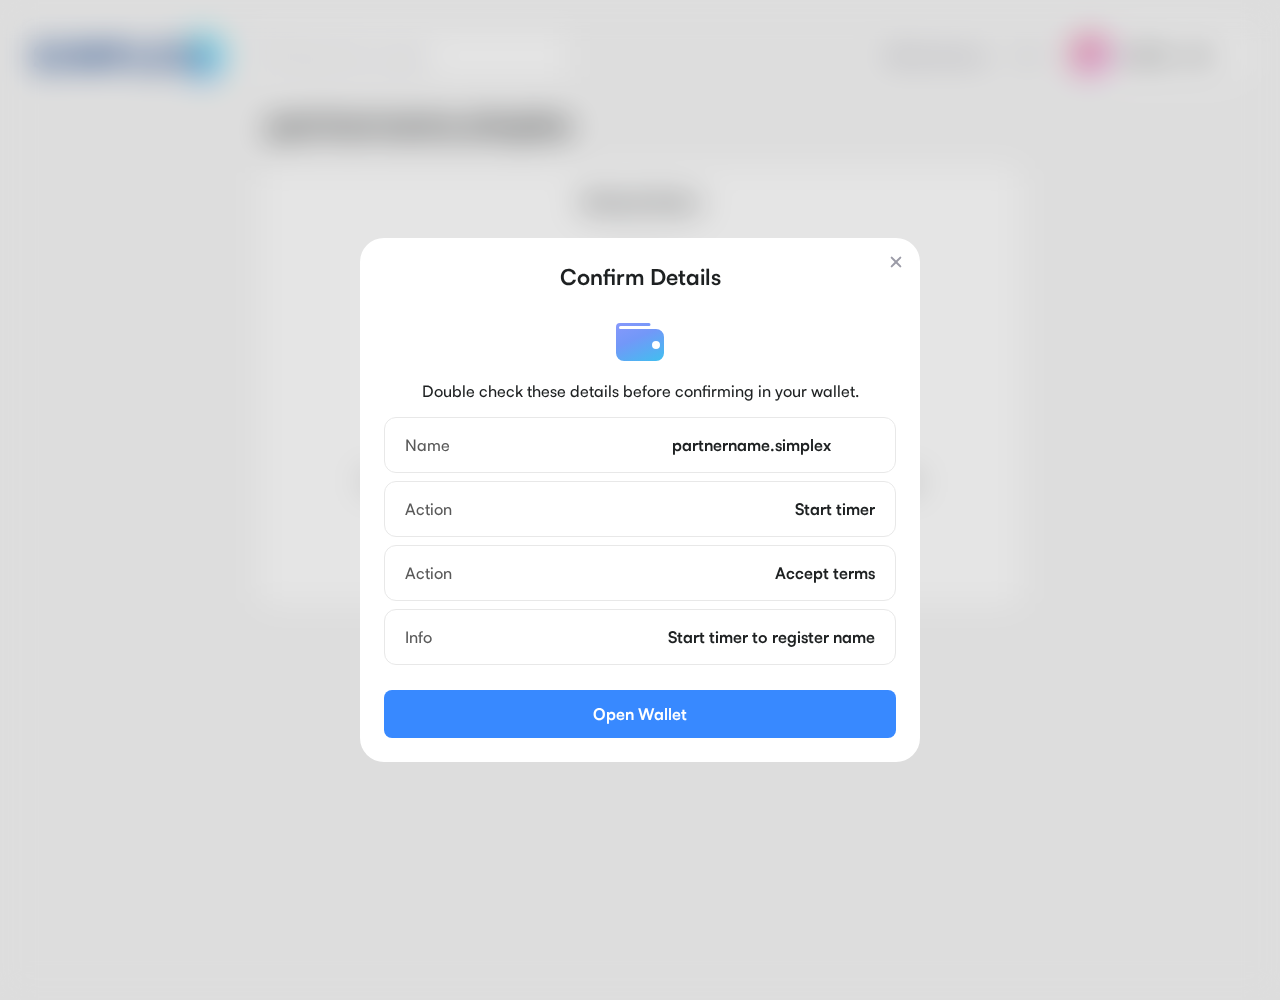 Confirm Details
Double check these details before confirming in your wallet.
Name partnername.simplex
Action Start timer
Action Accept terms
Info Start timer to register name
Open Wallet